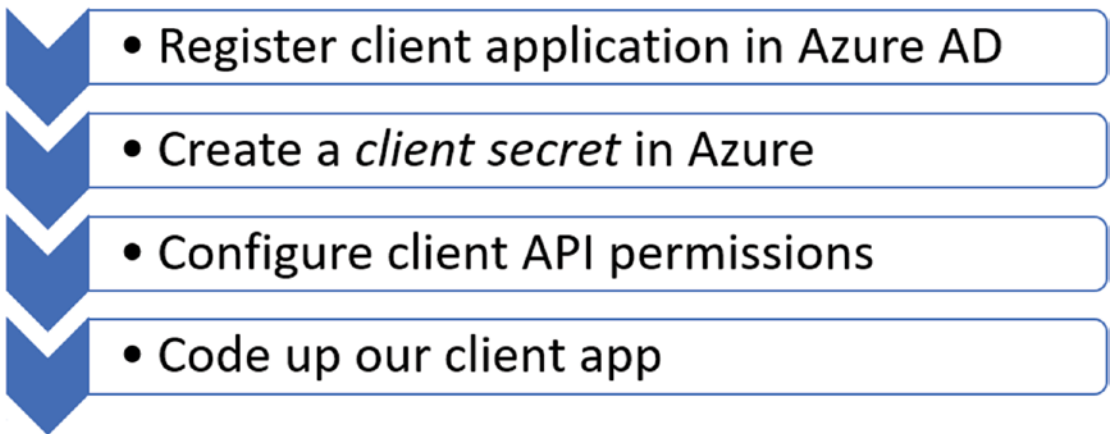 • Register client application in Azure AD
• Create a client secret in Azure
• Configure client API permissions
• Code up our client app